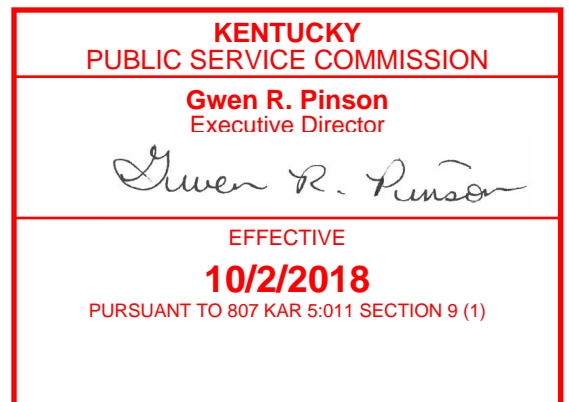 KENTUCKY
PUBLIC SERVICE COMMISSION
Gwen R. Pinson
Executive Director
Gwen R. Pinson
EFFECTIVE
10/2/2018
PURSUANT TO 807 KAR 5:011 SECTION 9 (1)